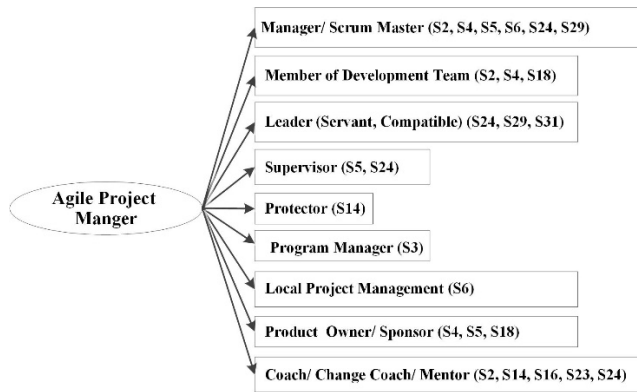 Manager/ Scrum Master (S2, S4, S5, S6, S24, S29)
Member of Development Team (S2, S4, S18)
Leader (Servant, Compatible) (S24, S29, S31)
Supervisor (S5, S24)
Agile Project
Manger
Protector (S14)
Program Manager (S3)
Local Project Management (S6)
Product Owner/ Sponsor (S4, S5, S18)
Coach/ Change Coach/ Mentor (S2, S14, S16, S23, S24)